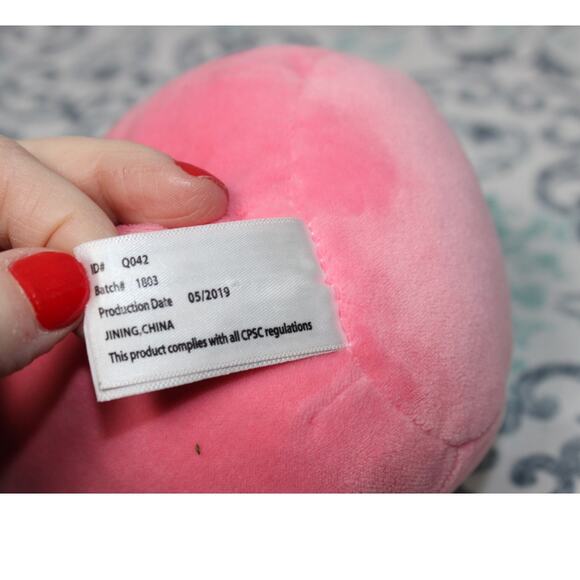 ID# Q042
Batch# 1803
Production Date 05/2019
JINING,CHINA
This product complies with all CPSC regulations